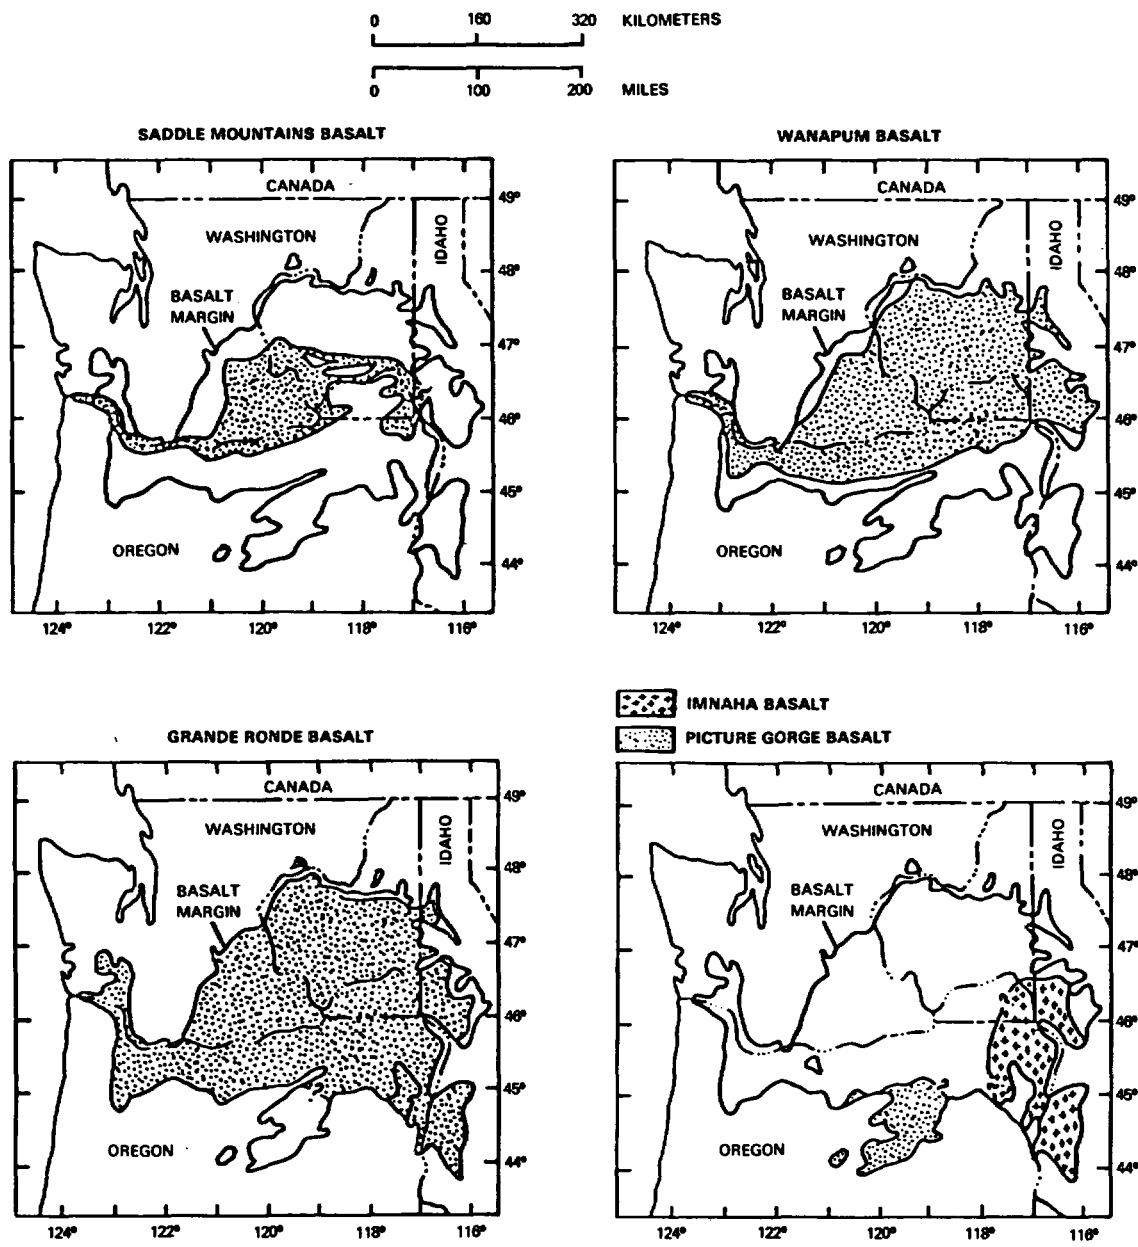 0 160 320 KILOMETERS
0 100 200 MILES
SADDLE MOUNTAINS BASALT
CANADA
WASHINGTON
IDAHO
BASALT
MARGIN
OREGON
49°
48°
47°
46°
45°
44°
124° 122° 120° 118° 116°
WANAPUM BASALT
CANADA
WASHINGTON
IDAHO
BASALT
MARGIN
OREGON
49°
48°
47°
46°
45°
44°
124° 122° 120° 118° 116°
GRANDE RONDE BASALT
CANADA
WASHINGTON
IDAHO
BASALT
MARGIN
?
OREGON
49°
48°
47°
46°
45°
44°
124° 122° 120° 118° 116°
IMNAHA BASALT
PICTURE GORGE BASALT
CANADA
WASHINGTON
IDAHO
BASALT
MARGIN
OREGON
49°
48°
47°
46°
45°
44°
124° 122° 120° 118° 116°